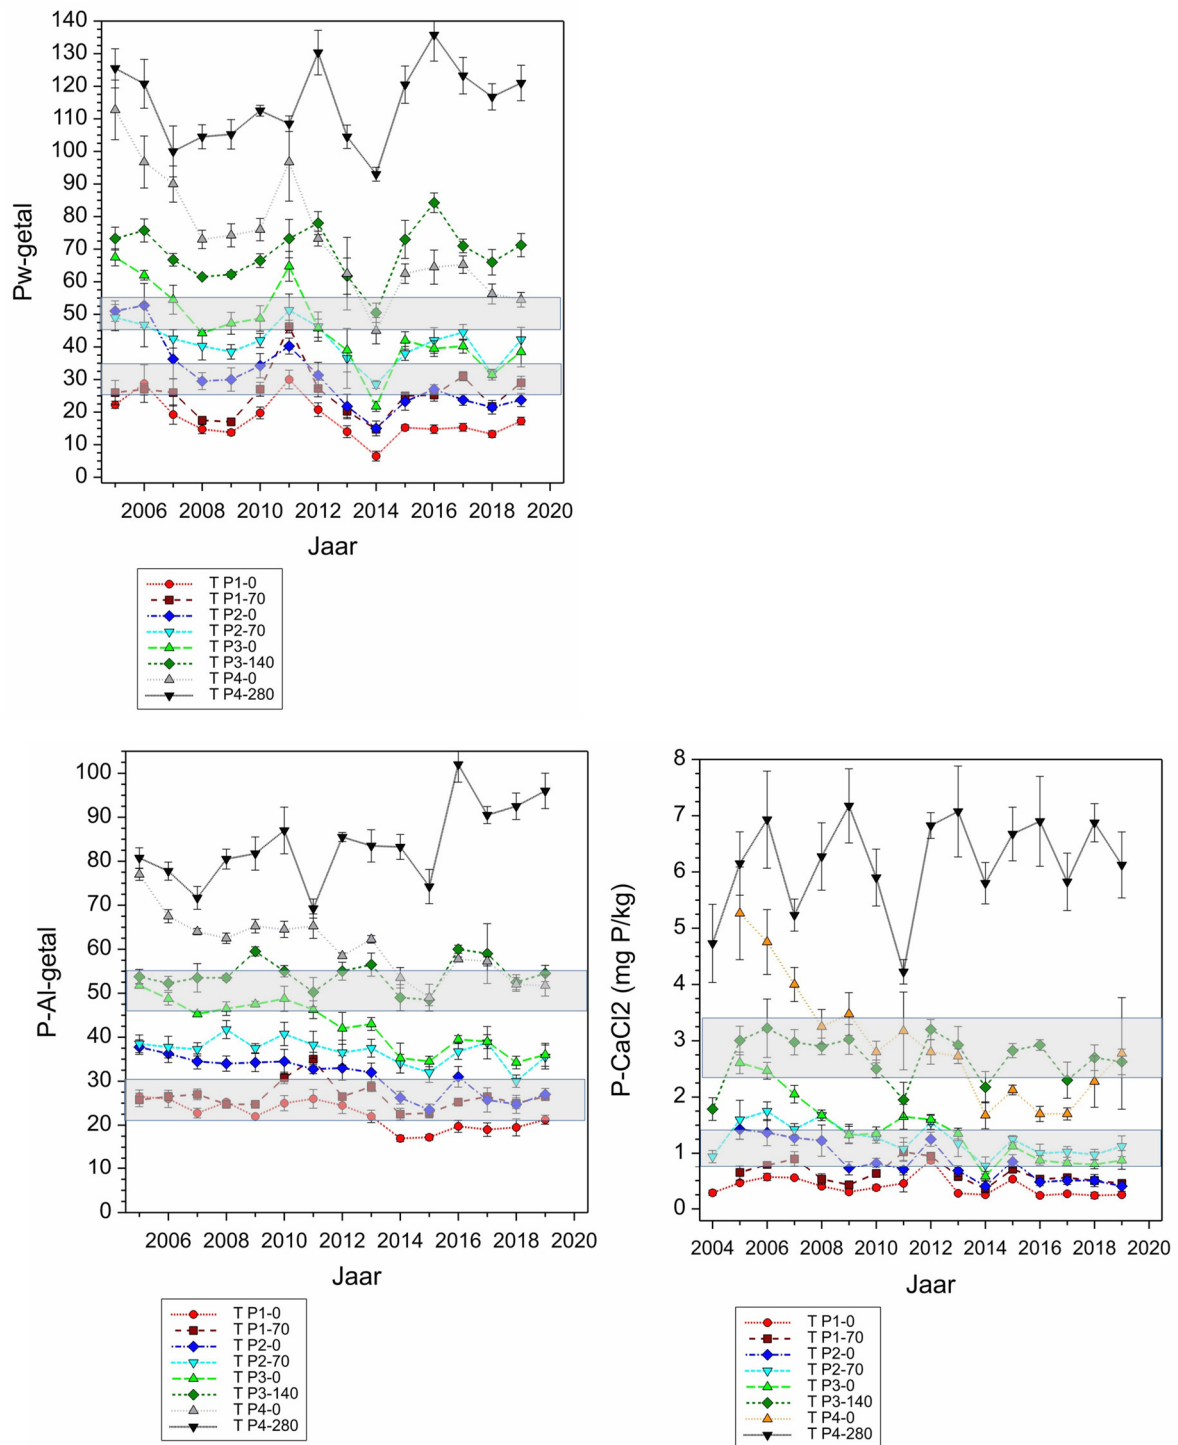 140
130
120
110
100
90
80
70
60
50
40
30
20
10
0
Pw-getal
2006 2008 2010 2012 2014 2016 2018 2020
Jaar
T P1-0
T P1-70
T P2-0
T P2-70
T P3-0
T P3-140
T P4-0
T P4-280
100
90
80
70
60
50
40
30
20
10
0
P-Al-getal
2006 2008 2010 2012 2014 2016 2018 2020
Jaar
T P1-0
T P1-70
T P2-0
T P2-70
T P3-0
T P3-140
T P4-0
T P4-280
8
7
6
5
4
3
2
1
0
P-CaCl2 (mg P/kg)
2004 2006 2008 2010 2012 2014 2016 2018 2020
Jaar
T P1-0
T P1-70
T P2-0
T P2-70
T P3-0
T P3-140
T P4-0
T P4-280